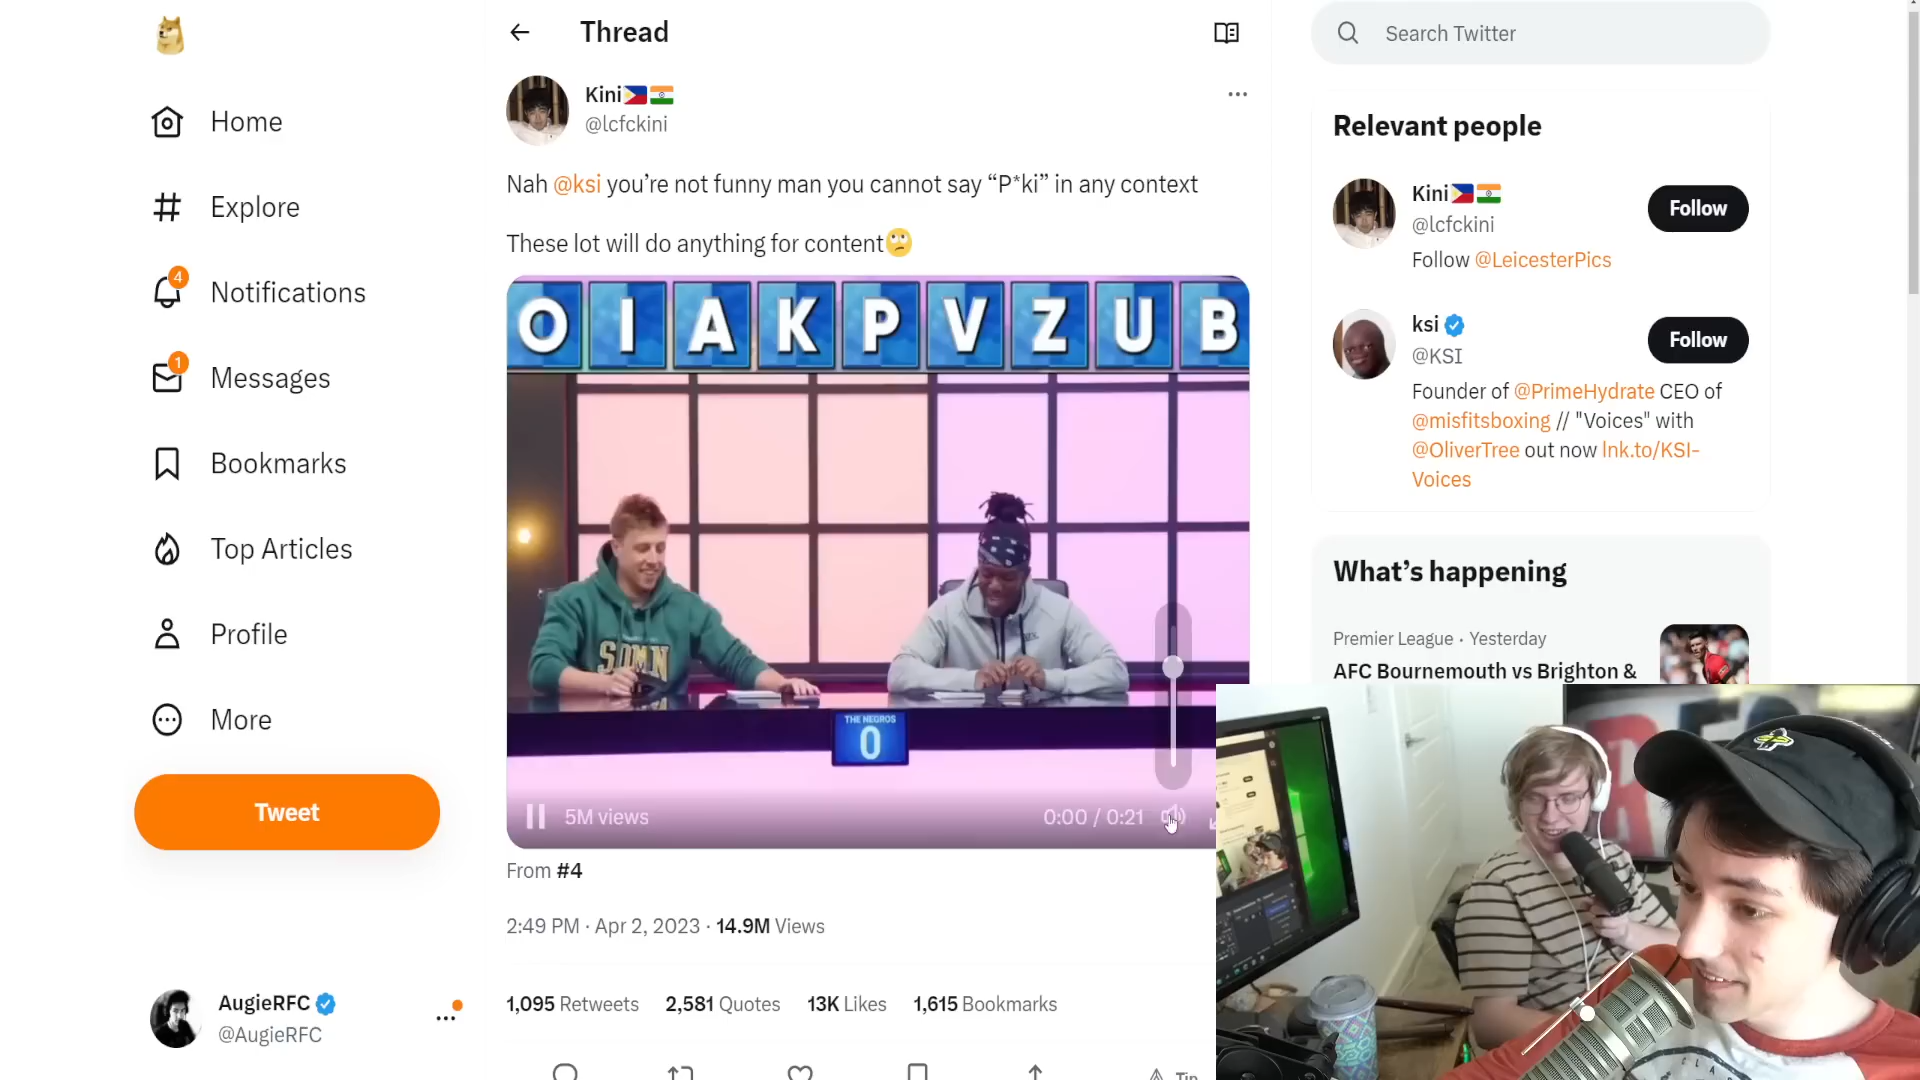 Thread
Search Twitter
Home
Explore
4
Notifications
1
Messages
Bookmarks
Top Articles
Profile
More
Tweet
AugieRFC
@AugieRFC
Kini
@lcfckini
Nah @ksi you’re not funny man you cannot say “P*ki” in any context
These lot will do anything for content
O I A K P V Z U B
SDMN
THE NEGROS
0
5M views
0:00 / 0:21
From #4
2:49 PM · Apr 2, 2023 · 14.9M Views
1,095 Retweets 2,581 Quotes 13K Likes 1,615 Bookmarks
Tip
Relevant people
Kini
@lcfckini
Follow
Follow @LeicesterPics
ksi
@KSI
Follow
Founder of @PrimeHydrate CEO of
@misfitsboxing // "Voices" with
@OliverTree out now lnk.to/KSI-
Voices
What’s happening
Premier League · Yesterday
AFC Bournemouth vs Brighton &